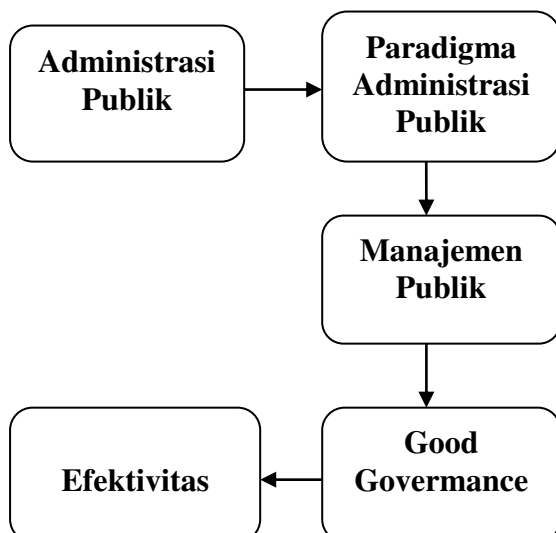 Administrasi
Publik
Paradigma
Administrasi
Publik
Manajemen
Publik
Good
Govermance
Efektivitas